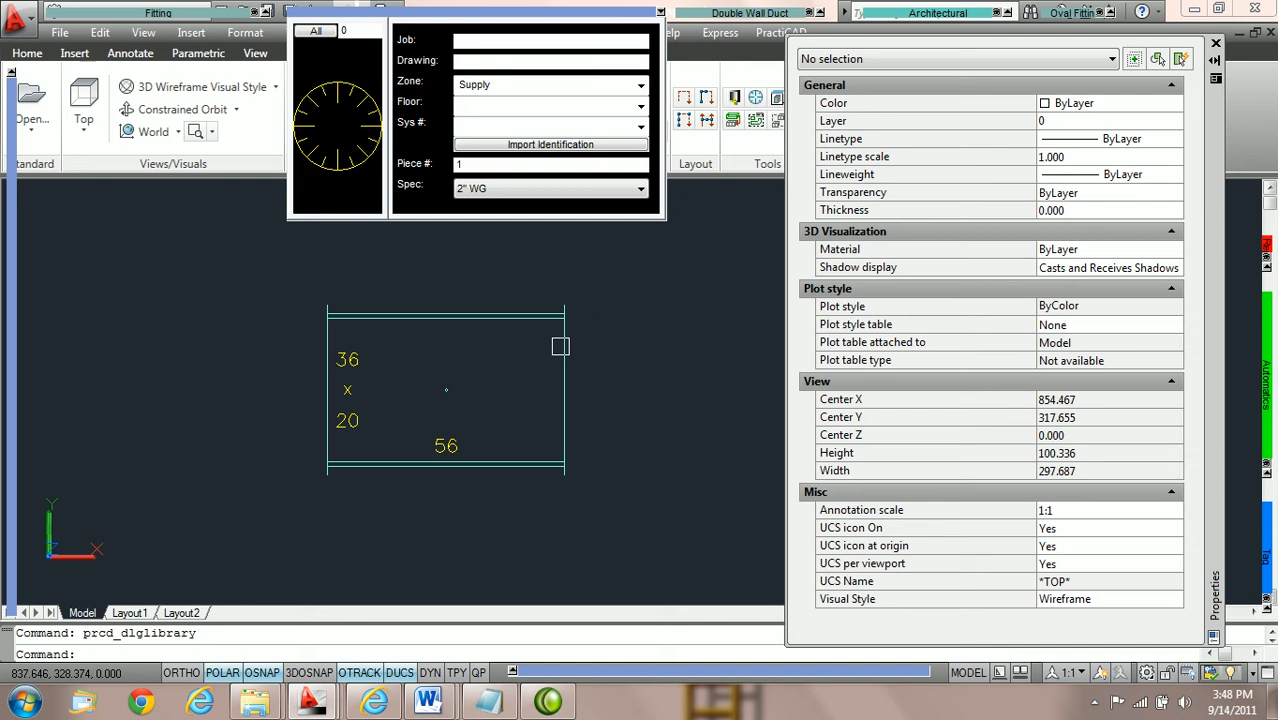 Fitting
Double Wall Duct
Architectural
Oval Fittin
File
Edit
View
Insert
Format
Help
Express
PractiCAD
Home
Insert
Annotate
Parametric
View
Open...
Top
3D Wireframe Visual Style
Constrained Orbit
World
Standard
Views/Visuals
Layout
Tools
All
0
Job:
Drawing:
Zone:
Supply
Floor:
Sys #:
Import Identification
Piece #:
1
Spec:
2" WG
36
x
20
56
Y
Z
X
No selection
General
Color ByLayer
Layer 0
Linetype ByLayer
Linetype scale 1.000
Lineweight ByLayer
Transparency ByLayer
Thickness 0.000
3D Visualization
Material ByLayer
Shadow display Casts and Receives Shadows
Plot style
Plot style ByColor
Plot style table None
Plot table attached to Model
Plot table type Not available
View
Center X 854.467
Center Y 317.655
Center Z 0.000
Height 100.336
Width 297.687
Misc
Annotation scale 1:1
UCS icon On Yes
UCS icon at origin Yes
UCS per viewport Yes
UCS Name *TOP*
Visual Style Wireframe
Properties
Automatics
Tag
Model
Layout1
Layout2
Command: prcd_dlglibrary
Command:
837.646, 328.374, 0.000
ORTHO
POLAR
OSNAP
3DOSNAP
OTRACK
DUCS
DYN
TPY
QP
MODEL
1:1
3:48 PM
9/14/2011